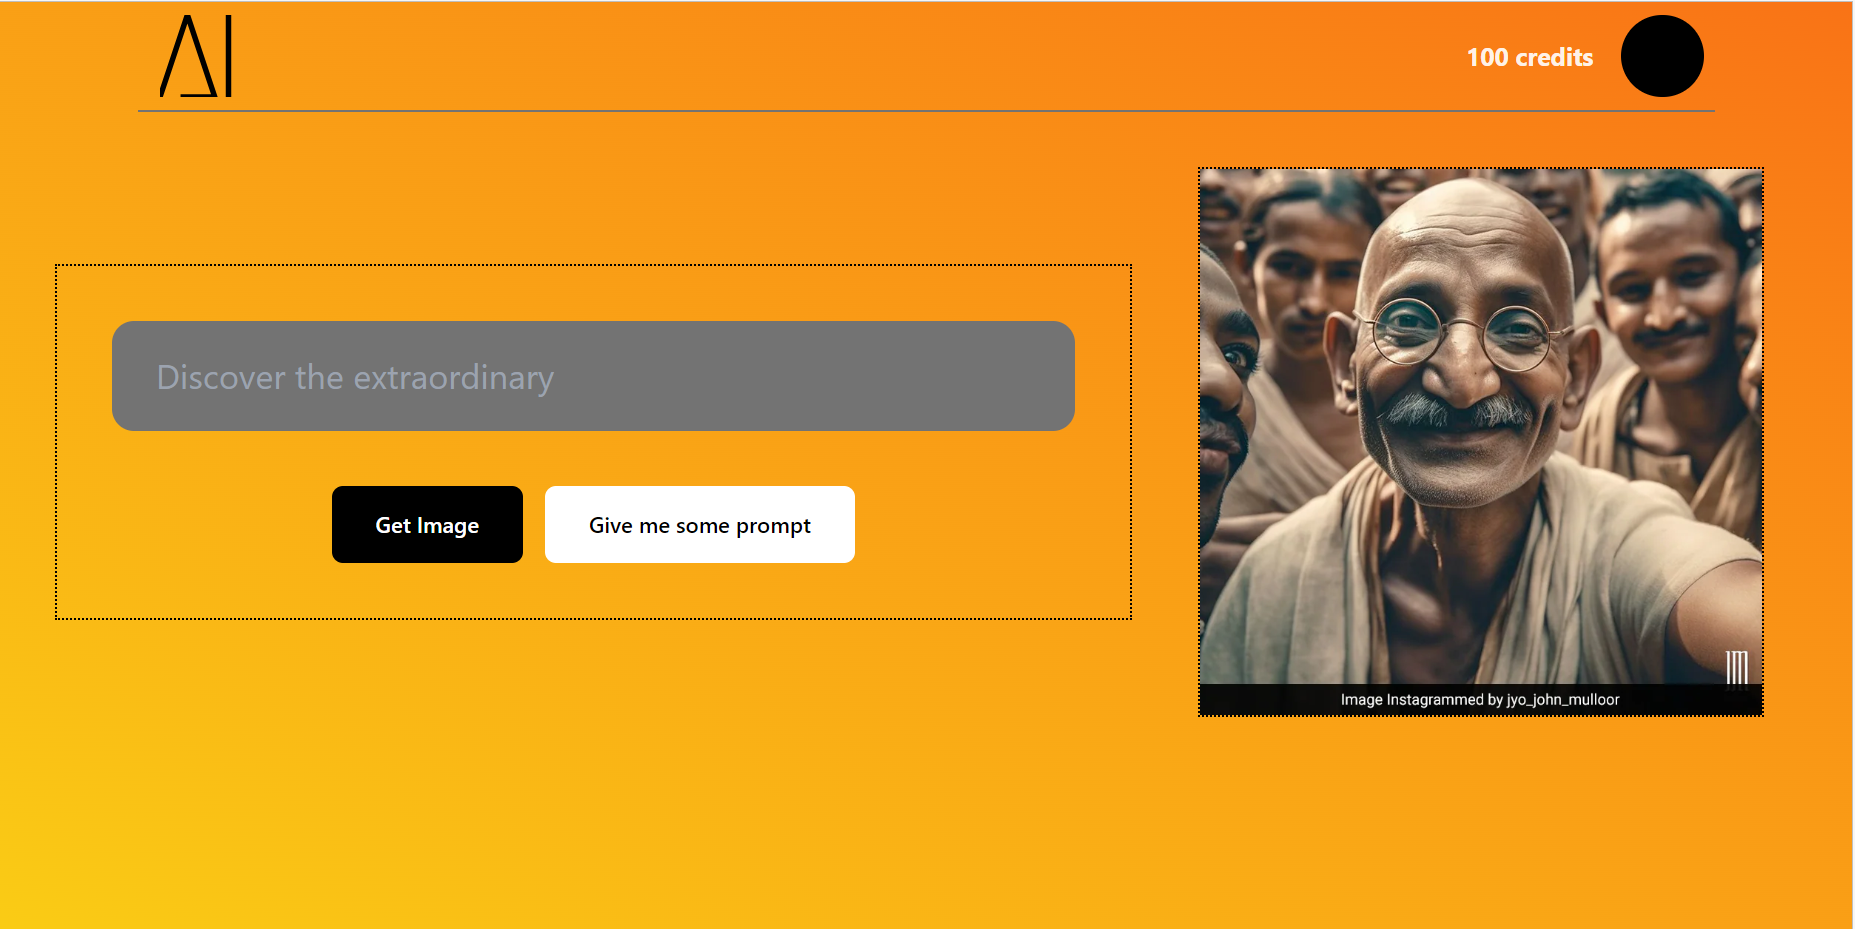 AI
100 credits
Discover the extraordinary
Get Image
Give me some prompt
Image Instagrammed by jyo_john_mulloor